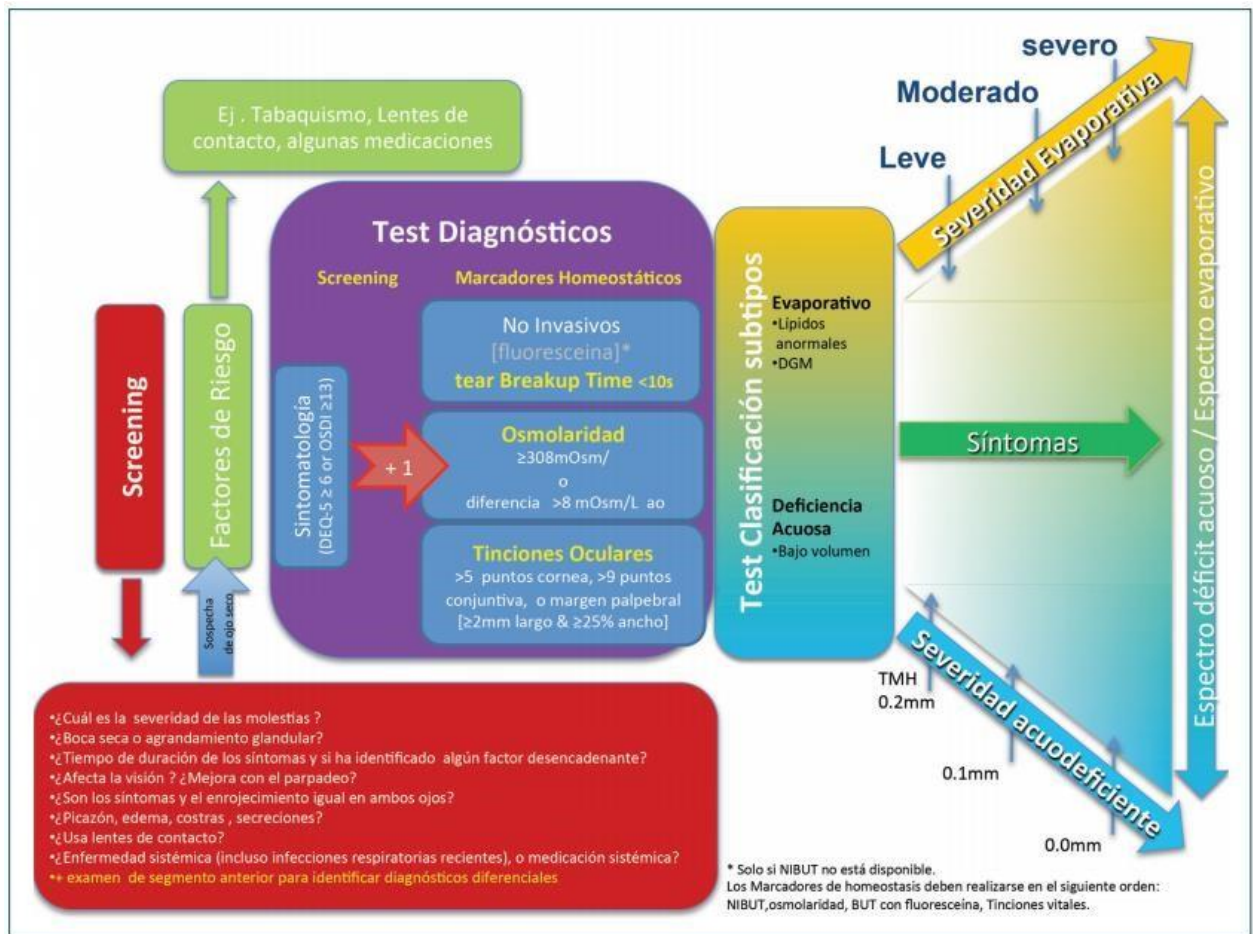 Ej . Tabaquismo, Lentes de
contacto, algunas medicaciones
Screening
Factores de Riesgo
Sospecha
de ojo seco
Test Diagnósticos
Screening
Marcadores Homeostáticos
Sintomatología
(DEQ-5 ≥ 6 or OSDI ≥13)
+ 1
No Invasivos
[fluoresceina]*
tear Breakup Time <10s
Osmolaridad
≥308mOsm/
o
diferencia >8 mOsm/L ao
Tinciones Oculares
>5 puntos cornea, >9 puntos
conjuntiva, o margen palpebral
[≥2mm largo & ≥25% ancho]
Test Clasificación subtipos
Evaporativo
•Lípidos
anormales
•DGM
Deficiencia
Acuosa
•Bajo volumen
severo
Moderado
Leve
Severidad Evaporativa
Síntomas
Severidad acuodeficiente
TMH
0.2mm
0.1mm
0.0mm
Espectro déficit acuoso / Espectro evaporativo
•¿Cuál es la severidad de las molestias ?
•¿Boca seca o agrandamiento glandular?
•¿Tiempo de duración de los síntomas y si ha identificado algún factor desencadenante?
•¿Afecta la visión ? ¿Mejora con el parpadeo?
•¿Son los síntomas y el enrojecimiento igual en ambos ojos?
•¿Picazón, edema, costras , secreciones?
•¿Usa lentes de contacto?
•¿Enfermedad sistémica (incluso infecciones respiratorias recientes), o medicación sistémica?
•+ examen de segmento anterior para identificar diagnósticos diferenciales
* Solo si NIBUT no está disponible.
Los Marcadores de homeostasis deben realizarse en el siguiente orden:
NIBUT,osmolaridad, BUT con fluoresceína, Tinciones vitales.